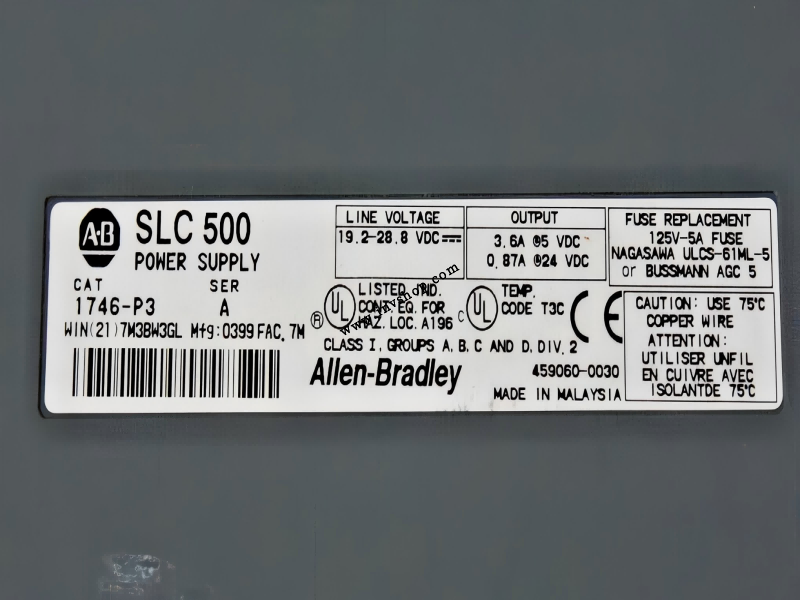 A·B
SLC 500
POWER SUPPLY
CAT SER
1746-P3 A
WIN(21)7M3BW3GL Mfg:0399 FAC. 7M
LINE VOLTAGE
19.2-28.8 VDC
OUTPUT
3.6A @5 VDC
0.87A @24 VDC
FUSE REPLACEMENT
125V-5A FUSE
NAGASAWA ULCS-61ML-5
or BUSSMANN AGC 5
UL
R
LISTED IND.
CONT. EQ. FOR
HAZ. LOC. A196
C UL
TEMP.
CODE T3C
CE
CLASS I, GROUPS A, B, C AND D, DIV. 2
Allen-Bradley
459060-0030
MADE IN MALAYSIA
CAUTION: USE 75°C
COPPER WIRE
ATTENTION:
UTILISER UNFIL
EN CUIVRE AVEC
ISOLANTDE 75°C